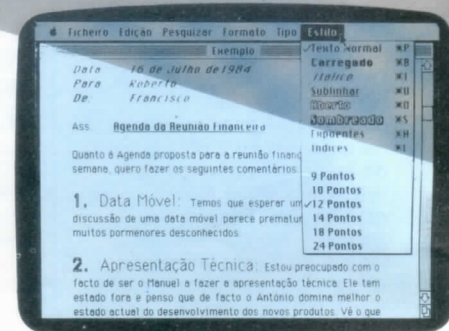 Ficheiro Edição Pesquizar Formato Tipo Estilo
Exemplo
Data 16 de Julho de 1984
Para Roberto
De: Francisco
Ass. Agenda da Reunião Financeira
Quanto á Agenda proposta para a reunião financ
semana, quero fazer os seguintes comentários
1. Data Móvel: Temos que esperar um
discussão de uma data móvel parece prematur
muitos pormenores desconhecidos.
2. Apresentação Técnica: Estou preocupado com o
facto de ser o Manuel a fazer a apresentação técnica. Ele tem
estado fora e penso que de facto o António domina melhor o
estado actual do desenvolvimento dos novos produtos. Vê o que
✓Texto Normal ⌘P
Carregado ⌘B
Itálico ⌘I
Sublinhar ⌘U
Aberto
Sombreado ⌘S
Expoentes ⌘H
Indices
9 Pontos
10 Pontos
✓12 Pontos
14 Pontos
18 Pontos
24 Pontos